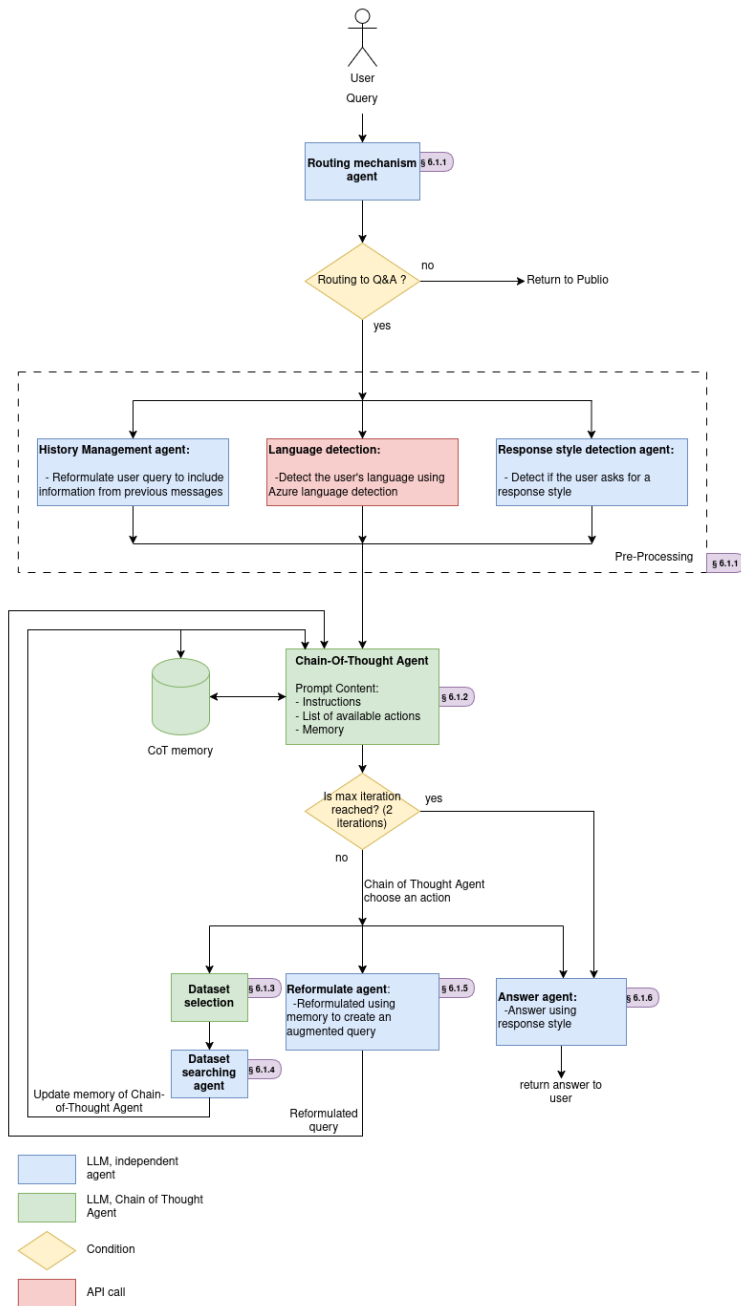 User
Query
Routing mechanism
agent
§ 6.1.1
Routing to Q&A ?
no
Return to Publio
yes
History Management agent:
- Reformulate user query to include
information from previous messages
Language detection:
-Detect the user's language using
Azure language detection
Response style detection agent:
- Detect if the user asks for a
response style
Pre-Processing
§ 6.1.1
Chain-Of-Thought Agent
Prompt Content:
- Instructions
- List of available actions
- Memory
§ 6.1.2
CoT memory
Is max iteration
reached? (2
iterations)
yes
no
Chain of Thought Agent
choose an action
Dataset
selection
§ 6.1.3
Reformulate agent:
-Reformulated using
memory to create an
augmented query
§ 6.1.5
Answer agent:
-Answer using
response style
§ 6.1.6
Dataset
searching
agent
§ 6.1.4
Update memory of Chain-
of-Thought Agent
Reformulated
query
return answer to
user
LLM, independent
agent
LLM, Chain of Thought
Agent
Condition
API call